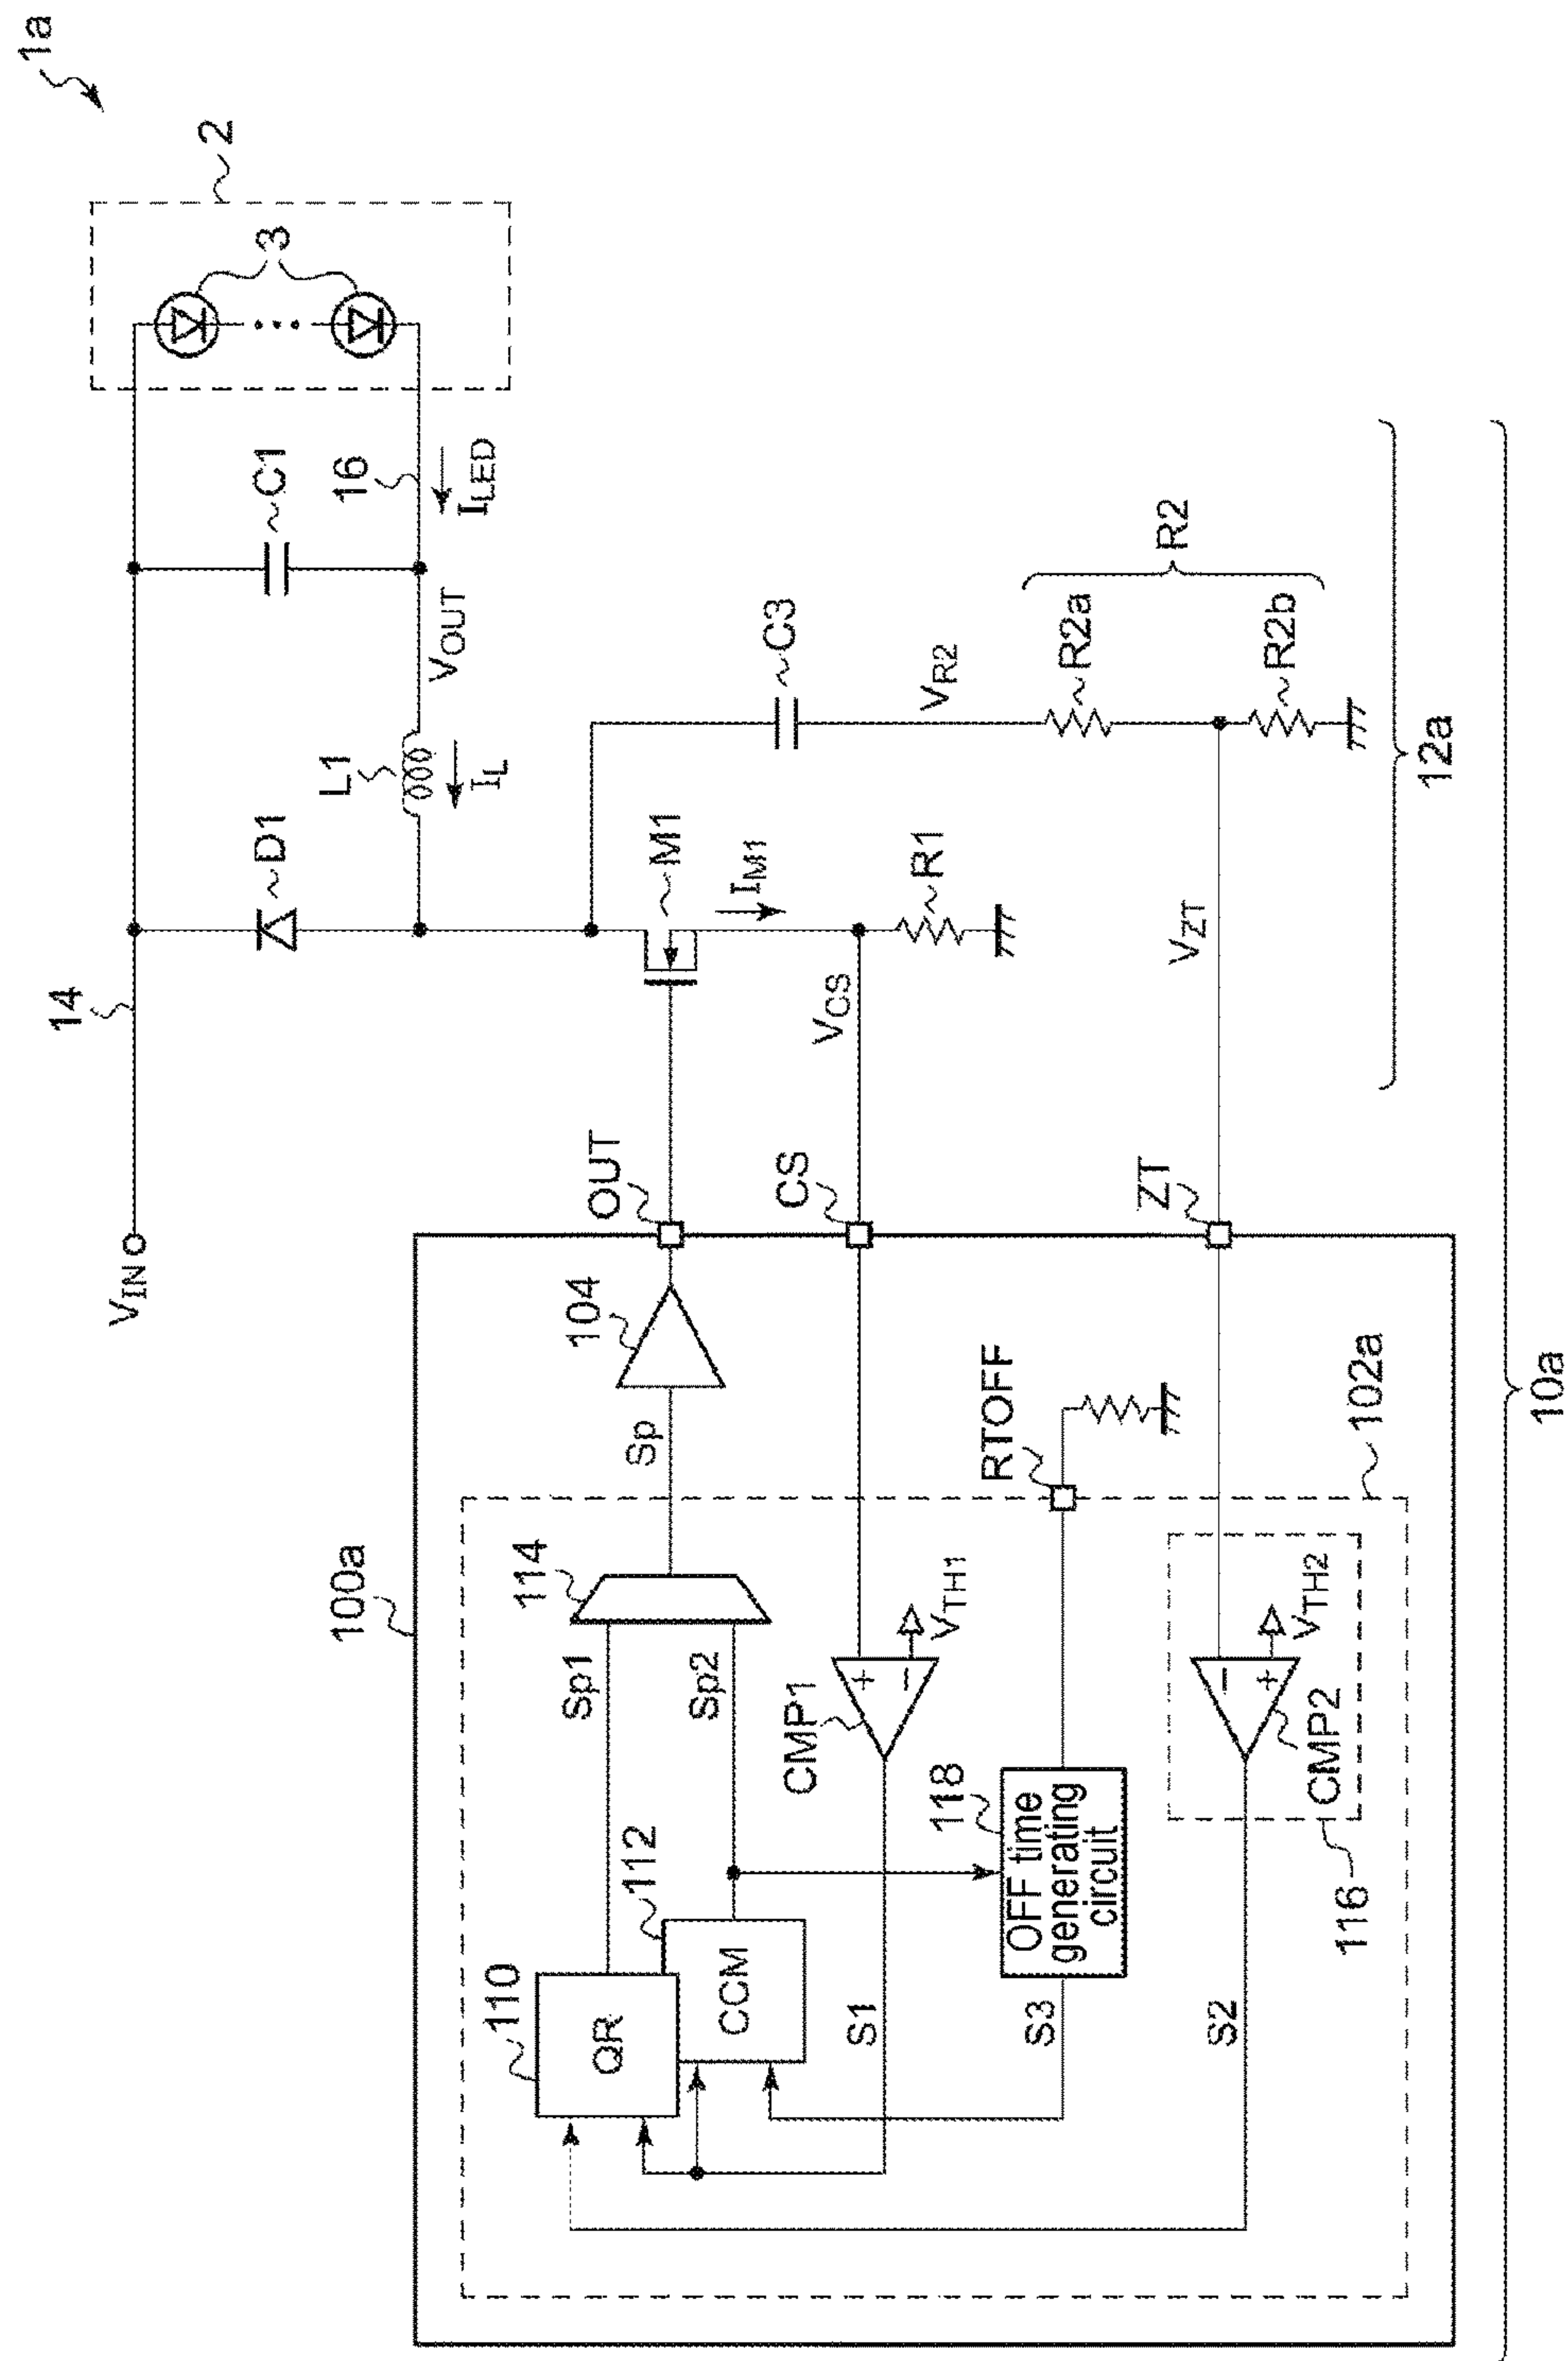 1a
2
3
VIN
14
D1
L1
IL
C1
16
ILED
VOUT
C3
VR2
R2
R2a
R2b
M1
IM1
R1
VCS
VZT
12a
OUT
CS
ZT
100a
104
Sp
114
Sp1
Sp2
110
QR
112
CCM
CMP1
+
−
VTH1
RTOFF
118
OFF time
generating
circuit
S1
S3
S2
−
+
VTH2
CMP2
116
102a
10a